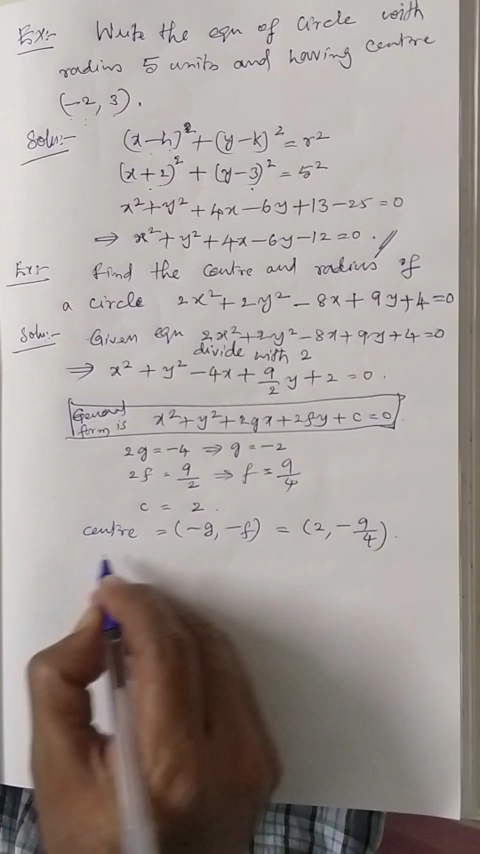 Ex:- Write the equn of circle with
radius 5 units and having centre
(-2, 3).
Soln:- (x-h)² + (y-k)² = r²
(x+2)² + (y-3)² = 5²
x² + y² + 4x - 6y + 13 - 25 = 0
⇒ x² + y² + 4x - 6y - 12 = 0.
Ex:- Find the centre and radius of
a circle 2x² + 2y² - 8x + 9y + 4 = 0
Soln:- Given equn 2x² + 2y² - 8x + 9y + 4 = 0
divide with 2
⇒ x² + y² - 4x + 9/2 y + 2 = 0.
General form is x² + y² + 2gx + 2fy + c = 0
2g = -4 ⇒ g = -2
2f = 9/2 ⇒ f = 9/4
c = 2.
centre = (-g, -f) = (2, -9/4).